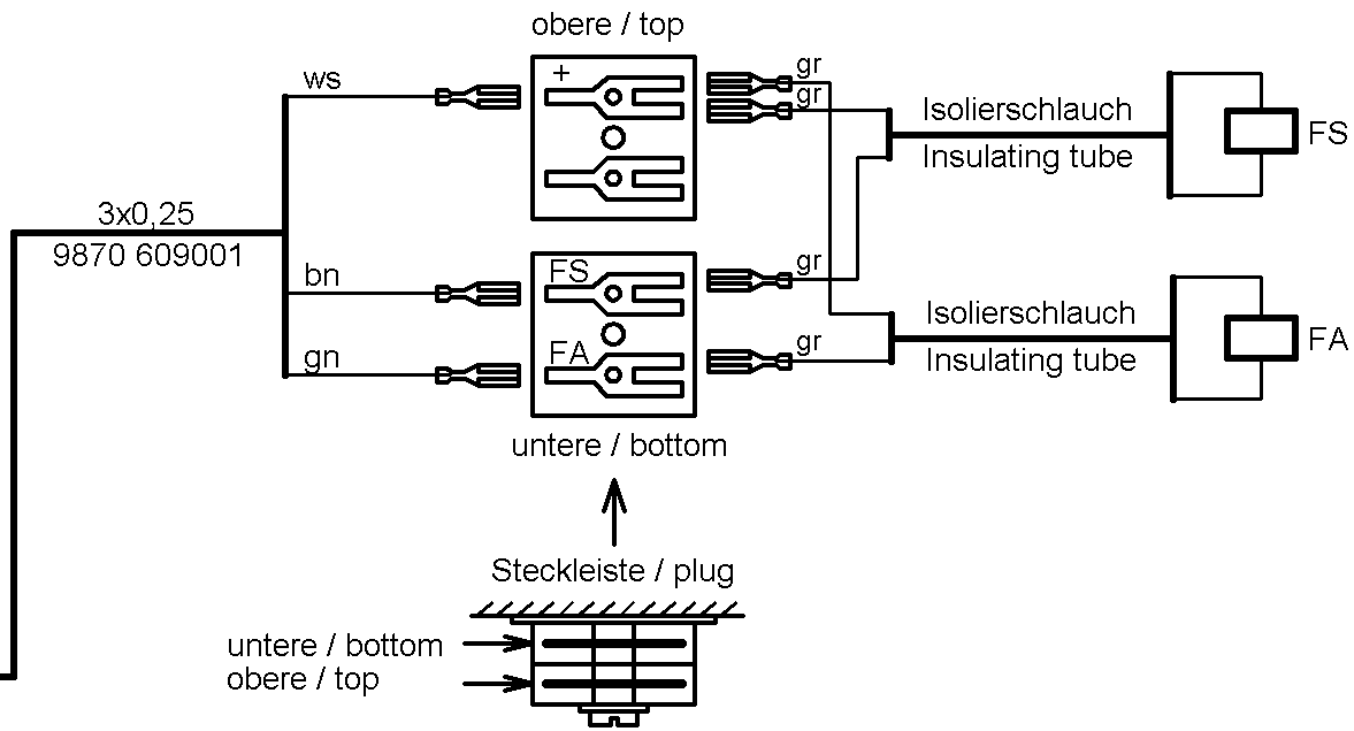 obere / top
ws
+
gr
gr
Isolierschlauch
Insulating tube
FS
3x0,25
9870 609001
bn
FS
gr
gn
FA
gr
Isolierschlauch
Insulating tube
FA
untere / bottom
Steckleiste / plug
untere / bottom
obere / top